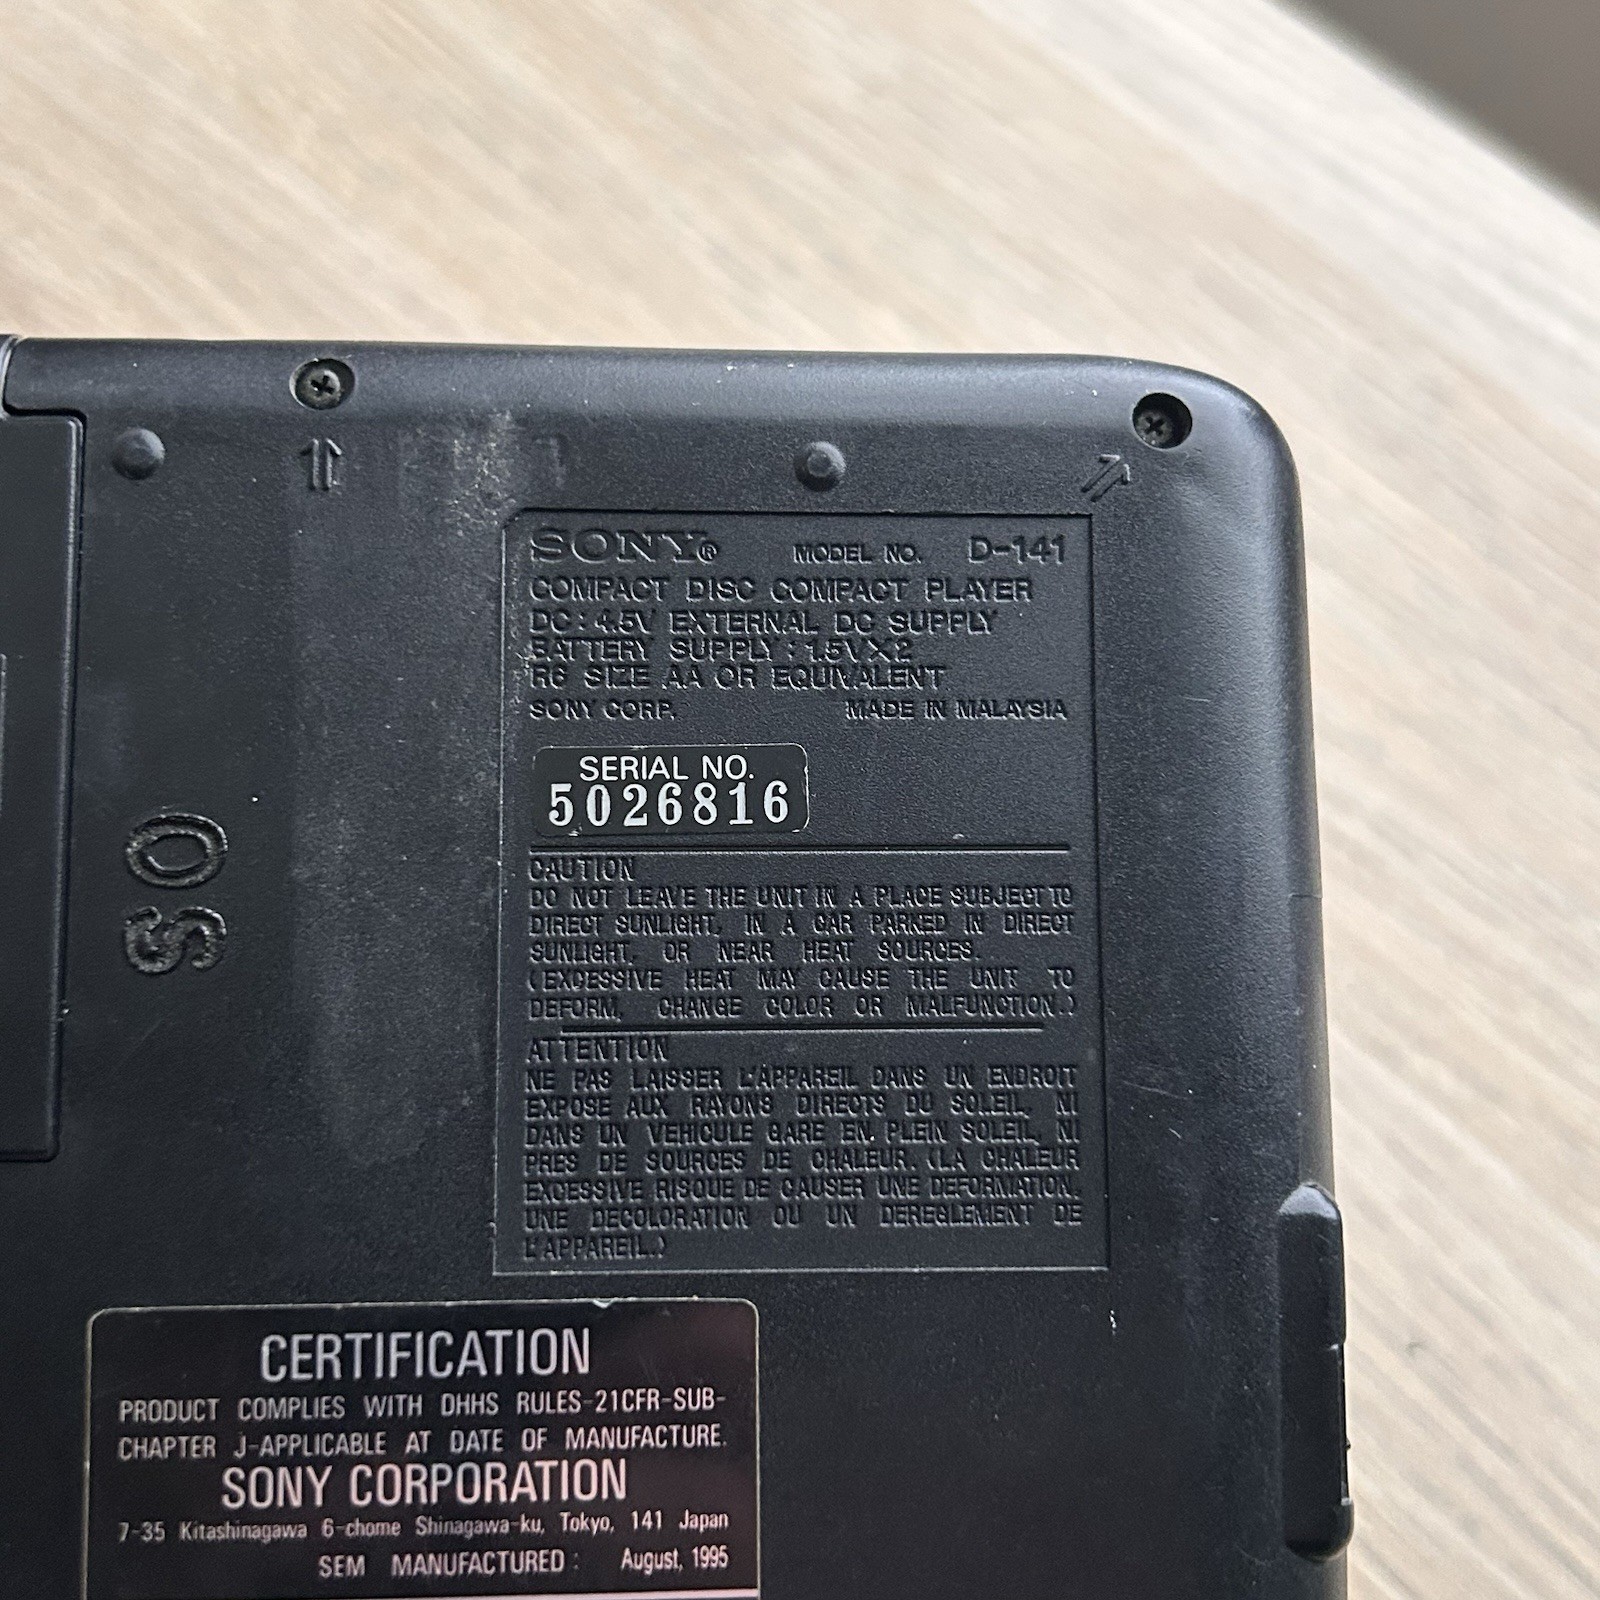 SONY® MODEL NO. D-141
COMPACT DISC COMPACT PLAYER
DC : 4.5V EXTERNAL DC SUPPLY
BATTERY SUPPLY : 1.5V×2
R6 SIZE AA OR EQUIVALENT
SONY CORP. MADE IN MALAYSIA
SERIAL NO.
5026816
CAUTION
DO NOT LEAVE THE UNIT IN A PLACE SUBJECT TO
DIRECT SUNLIGHT, IN A CAR PARKED IN DIRECT
SUNLIGHT, OR NEAR HEAT SOURCES.
(EXCESSIVE HEAT MAY CAUSE THE UNIT TO
DEFORM, CHANGE COLOR OR MALFUNCTION.)
ATTENTION
NE PAS LAISSER L'APPAREIL DANS UN ENDROIT
EXPOSE AUX RAYONS DIRECTS DU SOLEIL, NI
DANS UN VEHICULE GARE EN PLEIN SOLEIL, NI
PRES DE SOURCES DE CHALEUR. (LA CHALEUR
EXCESSIVE RISQUE DE CAUSER UNE DEFORMATION,
UNE DECOLORATION OU UN DEREGLEMENT DE
L'APPAREIL.)
SO
CERTIFICATION
PRODUCT COMPLIES WITH DHHS RULES-21CFR-SUB-
CHAPTER J-APPLICABLE AT DATE OF MANUFACTURE.
SONY CORPORATION
7-35 Kitashinagawa 6-chome Shinagawa-ku, Tokyo, 141 Japan
SEM MANUFACTURED : August, 1995